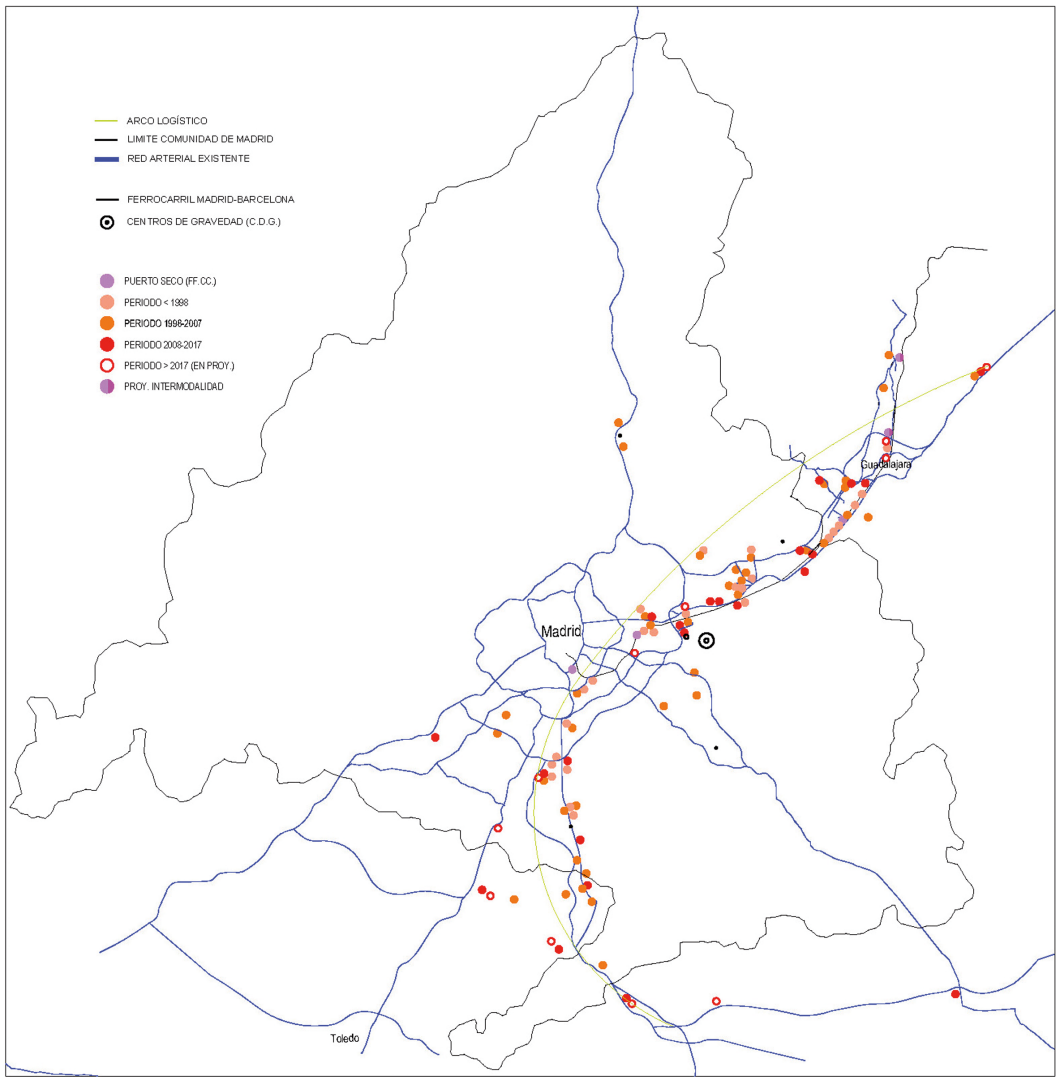 ARCO LOGÍSTICO
LIMITE COMUNIDAD DE MADRID
RED ARTERIAL EXISTENTE
FERROCARRIL MADRID-BARCELONA
CENTROS DE GRAVEDAD (C.D.G.)
PUERTO SECO (FF.CC.)
PERIODO < 1998
PERIODO 1998-2007
PERIODO 2008-2017
PERIODO > 2017 (EN PROY.)
PROY. INTERMODALIDAD
Guadalajara
Madrid
Toledo